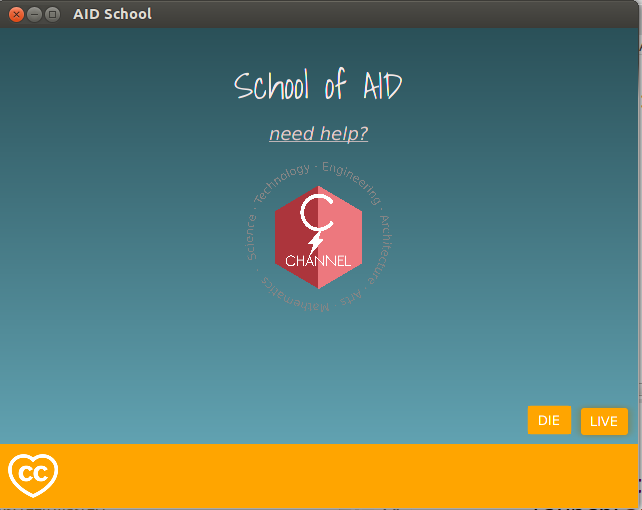 AID School
School of AID
need help?
Science · Technology · Engineering · Architecture · Arts · Mathematics
C
CHANNEL
DIE
LIVE
CC